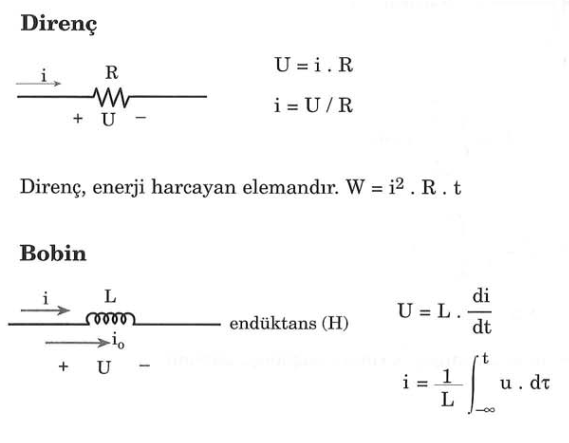 Direnç
i R
+ U −
U = i . R
i = U / R
Direnç, enerji harcayan elemandır. W = i² . R . t
Bobin
i L
endüktans (H)
i₀
+ U −
U = L . di/dt
i = 1/L ∫_{-∞}^{t} u . dτ